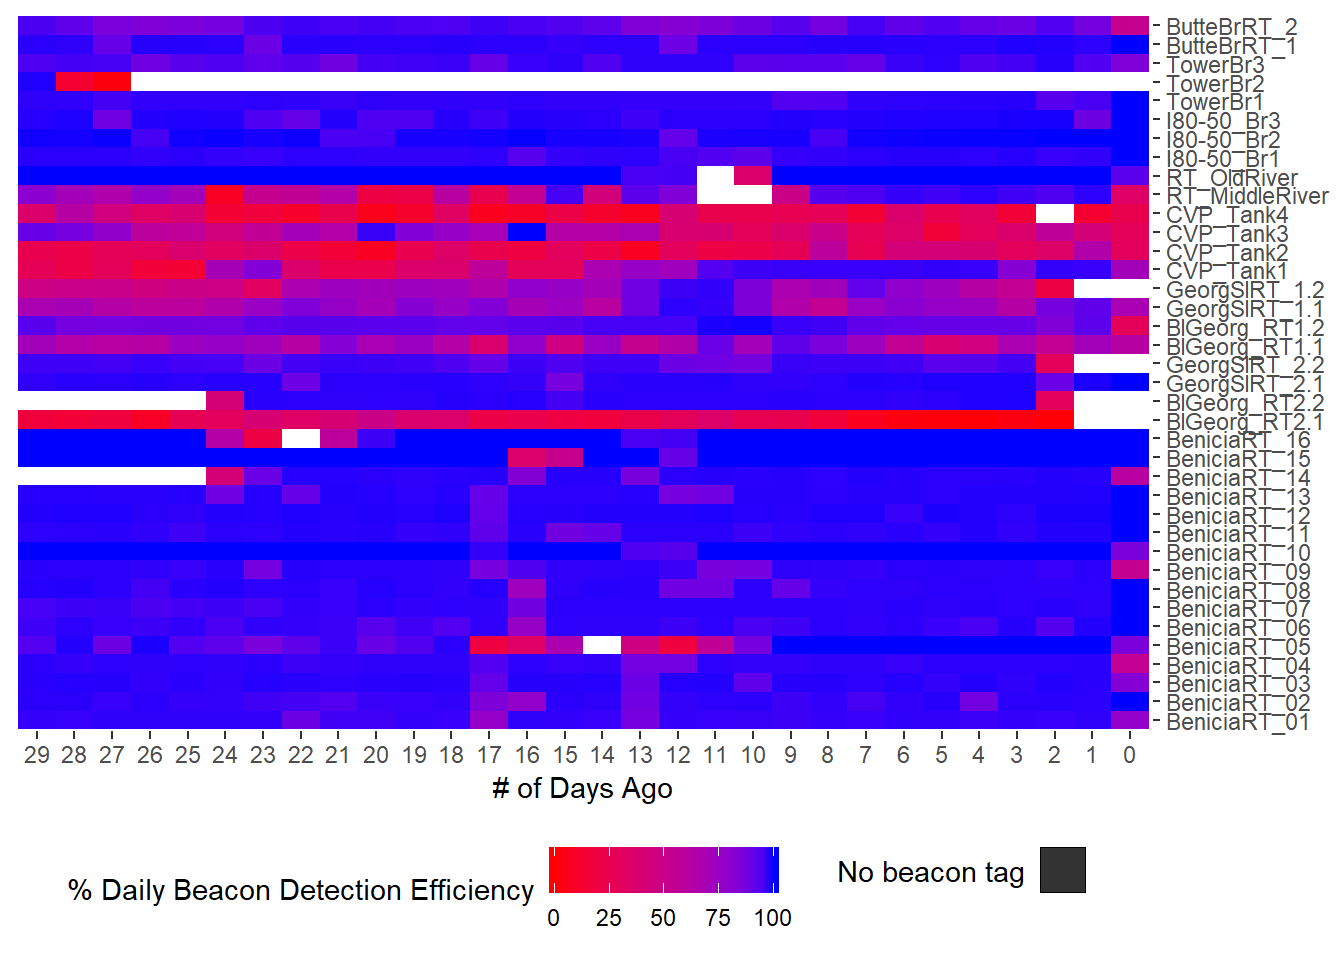 ButteBrRT_2
ButteBrRT_1
TowerBr3
TowerBr2
TowerBr1
I80-50_Br3
I80-50_Br2
I80-50_Br1
RT_OldRiver
RT_MiddleRiver
CVP_Tank4
CVP_Tank3
CVP_Tank2
CVP_Tank1
GeorgSlRT_1.2
GeorgSlRT_1.1
BlGeorg_RT1.2
BlGeorg_RT1.1
GeorgSlRT_2.2
GeorgSlRT_2.1
BlGeorg_RT2.2
BlGeorg_RT2.1
BeniciaRT_16
BeniciaRT_15
BeniciaRT_14
BeniciaRT_13
BeniciaRT_12
BeniciaRT_11
BeniciaRT_10
BeniciaRT_09
BeniciaRT_08
BeniciaRT_07
BeniciaRT_06
BeniciaRT_05
BeniciaRT_04
BeniciaRT_03
BeniciaRT_02
BeniciaRT_01
29 28 27 26 25 24 23 22 21 20 19 18 17 16 15 14 13 12 11 10 9 8 7 6 5 4 3 2 1 0
# of Days Ago
% Daily Beacon Detection Efficiency
0 25 50 75 100
No beacon tag